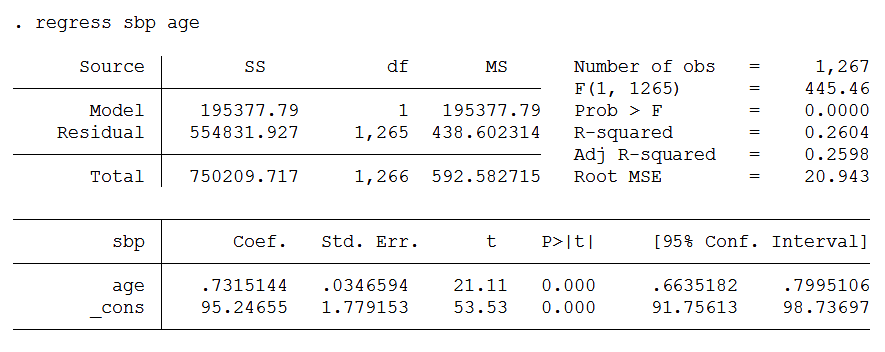 . regress sbp age
Source SS df MS Number of obs = 1,267
F(1, 1265) = 445.46
Model 195377.79 1 195377.79 Prob > F = 0.0000
Residual 554831.927 1,265 438.602314 R-squared = 0.2604
Adj R-squared = 0.2598
Total 750209.717 1,266 592.582715 Root MSE = 20.943
sbp Coef. Std. Err. t P>|t| [95% Conf. Interval]
age .7315144 .0346594 21.11 0.000 .6635182 .7995106
_cons 95.24655 1.779153 53.53 0.000 91.75613 98.73697